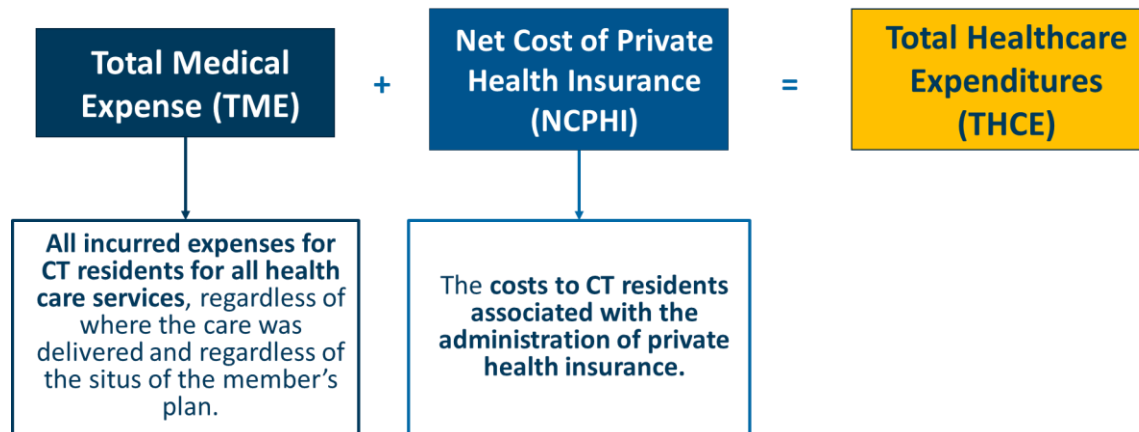 Total Medical
Expense (TME)
+
Net Cost of Private
Health Insurance
(NCPHI)
=
Total Healthcare
Expenditures
(THCE)
All incurred expenses for
CT residents for all health
care services, regardless of
where the care was
delivered and regardless of
the situs of the member’s
plan.
The costs to CT residents
associated with the
administration of private
health insurance.